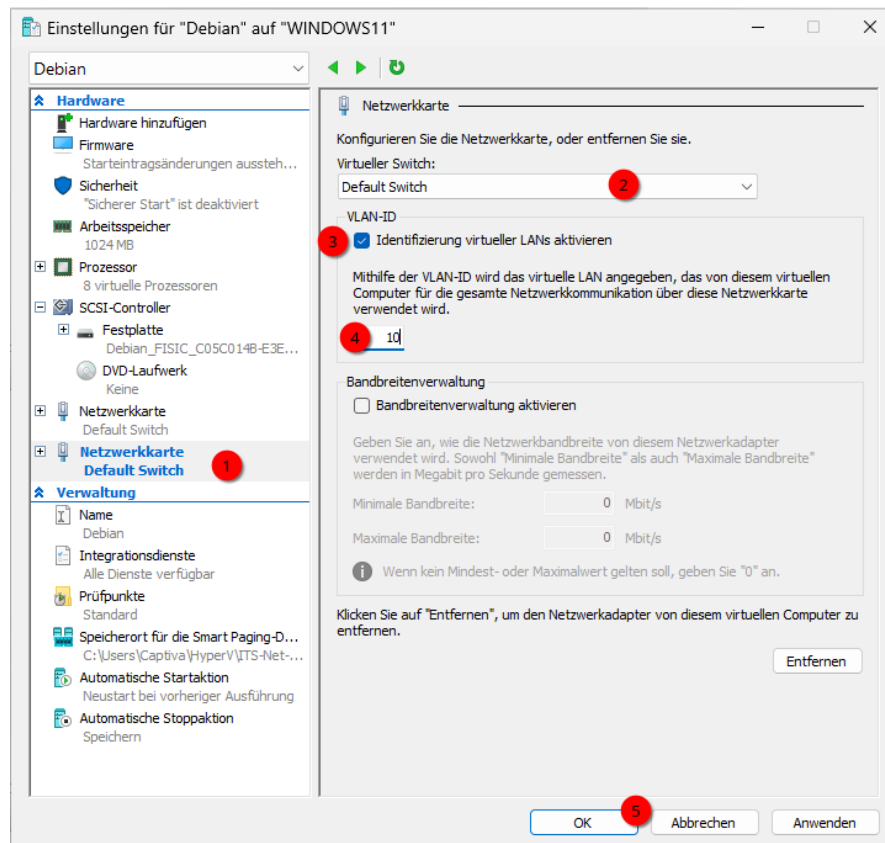 Einstellungen für "Debian" auf "WINDOWS11"
Debian
Hardware
Hardware hinzufügen
Firmware
Starteintragsänderungen aussteh...
Sicherheit
"Sicherer Start" ist deaktiviert
Arbeitsspeicher
1024 MB
Prozessor
8 virtuelle Prozessoren
SCSI-Controller
Festplatte
Debian_FISIC_C05C014B-E3E...
DVD-Laufwerk
Keine
Netzwerkkarte
Default Switch
Netzwerkkarte
Default Switch
1
Verwaltung
Name
Debian
Integrationsdienste
Alle Dienste verfügbar
Prüfpunkte
Standard
Speicherort für die Smart Paging-D...
C:\Users\Captiva\HyperV\ITS-Net-...
Automatische Startaktion
Neustart bei vorheriger Ausführung
Automatische Stoppaktion
Speichern
Netzwerkkarte
Konfigurieren Sie die Netzwerkkarte, oder entfernen Sie sie.
Virtueller Switch:
Default Switch 2
VLAN-ID
3 Identifizierung virtueller LANs aktivieren
Mithilfe der VLAN-ID wird das virtuelle LAN angegeben, das von diesem virtuellen
Computer für die gesamte Netzwerkkommunikation über diese Netzwerkkarte
verwendet wird.
4 10
Bandbreitenverwaltung
Bandbreitenverwaltung aktivieren
Geben Sie an, wie die Netzwerkbandbreite von diesem Netzwerkadapter
verwendet wird. Sowohl "Minimale Bandbreite" als auch "Maximale Bandbreite"
werden in Megabit pro Sekunde gemessen.
Minimale Bandbreite: 0 Mbit/s
Maximale Bandbreite: 0 Mbit/s
Wenn kein Mindest- oder Maximalwert gelten soll, geben Sie "0" an.
Klicken Sie auf "Entfernen", um den Netzwerkadapter von diesem virtuellen Computer zu
entfernen.
Entfernen
OK 5 Abbrechen Anwenden